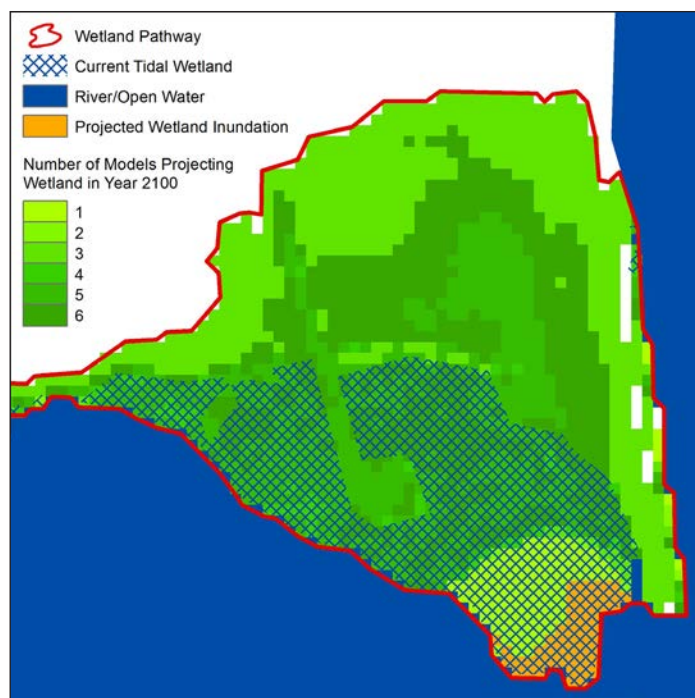 Wetland Pathway
Current Tidal Wetland
River/Open Water
Projected Wetland Inundation
Number of Models Projecting
Wetland in Year 2100
1
2
3
4
5
6